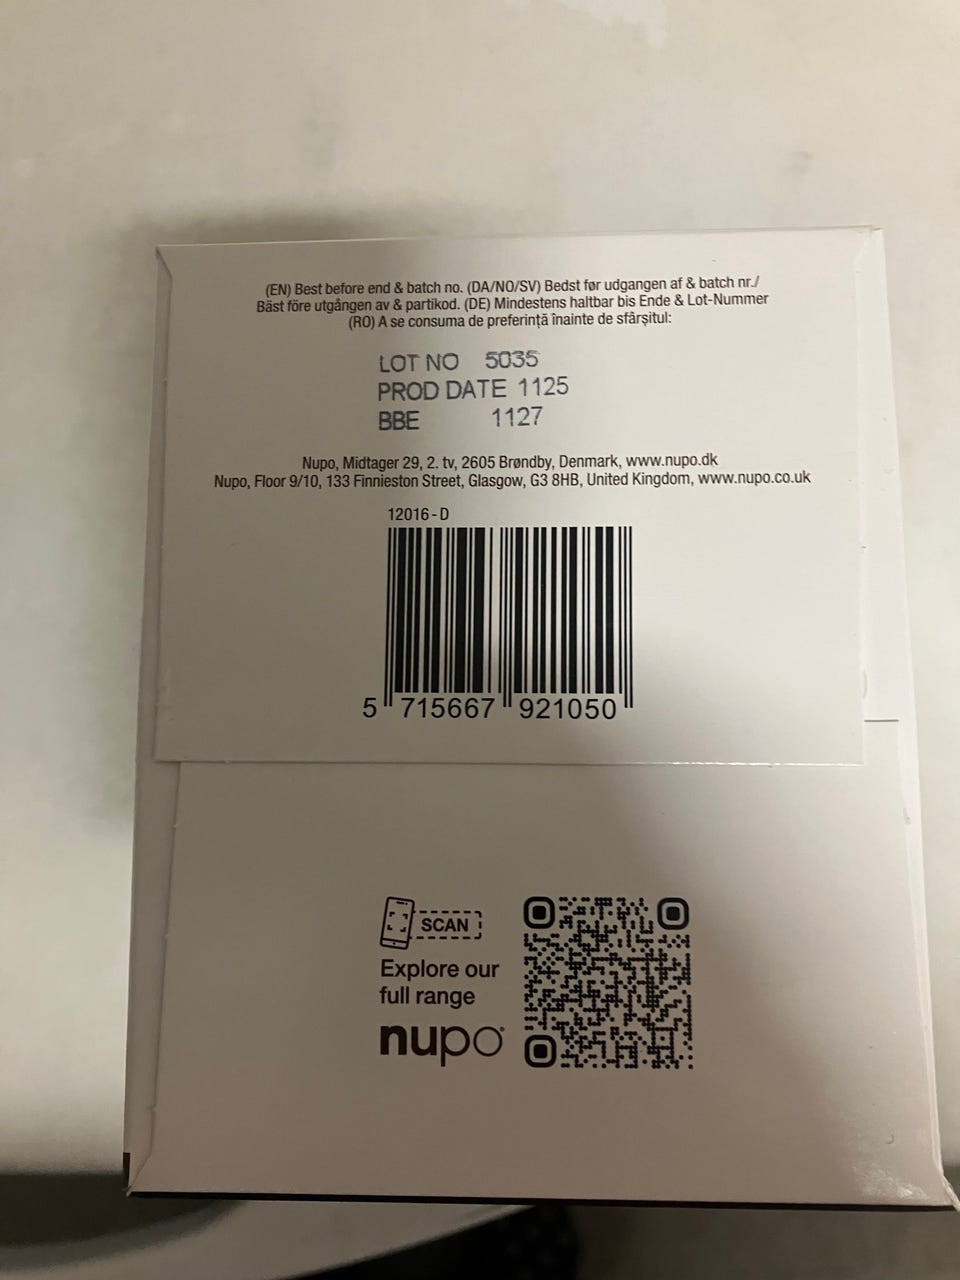 (EN) Best before end & batch no. (DA/NO/SV) Bedst før udgangen af & batch nr./
Bäst före utgången av & partikod. (DE) Mindestens haltbar bis Ende & Lot-Nummer
(RO) A se consuma de preferință înainte de sfârșitul:
LOT NO 5035
PROD DATE 1125
BBE 1127
Nupo, Midtager 29, 2. tv, 2605 Brøndby, Denmark, www.nupo.dk
Nupo, Floor 9/10, 133 Finnieston Street, Glasgow, G3 8HB, United Kingdom, www.nupo.co.uk
12016-D
5 715667 921050
SCAN
Explore our
full range
nupo®